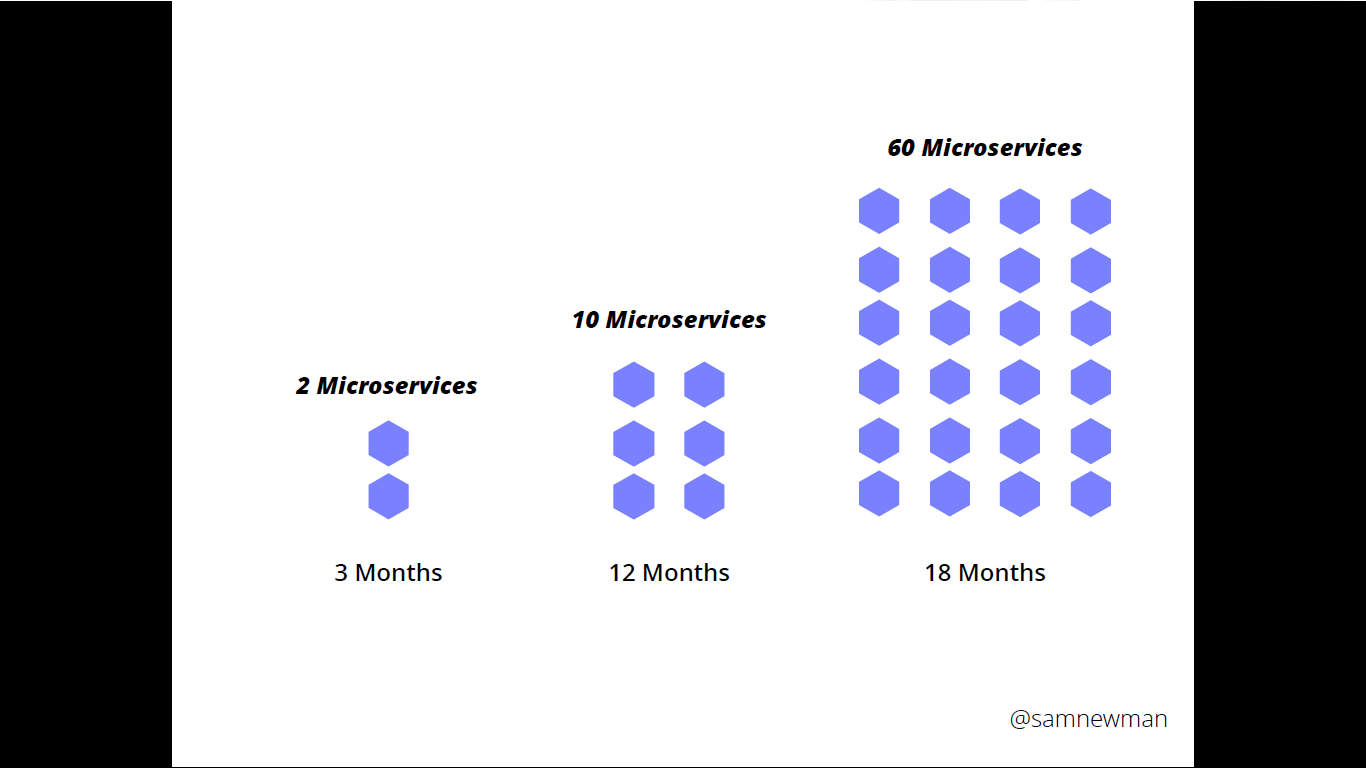 60 Microservices
10 Microservices
2 Microservices
3 Months
12 Months
18 Months
@samnewman